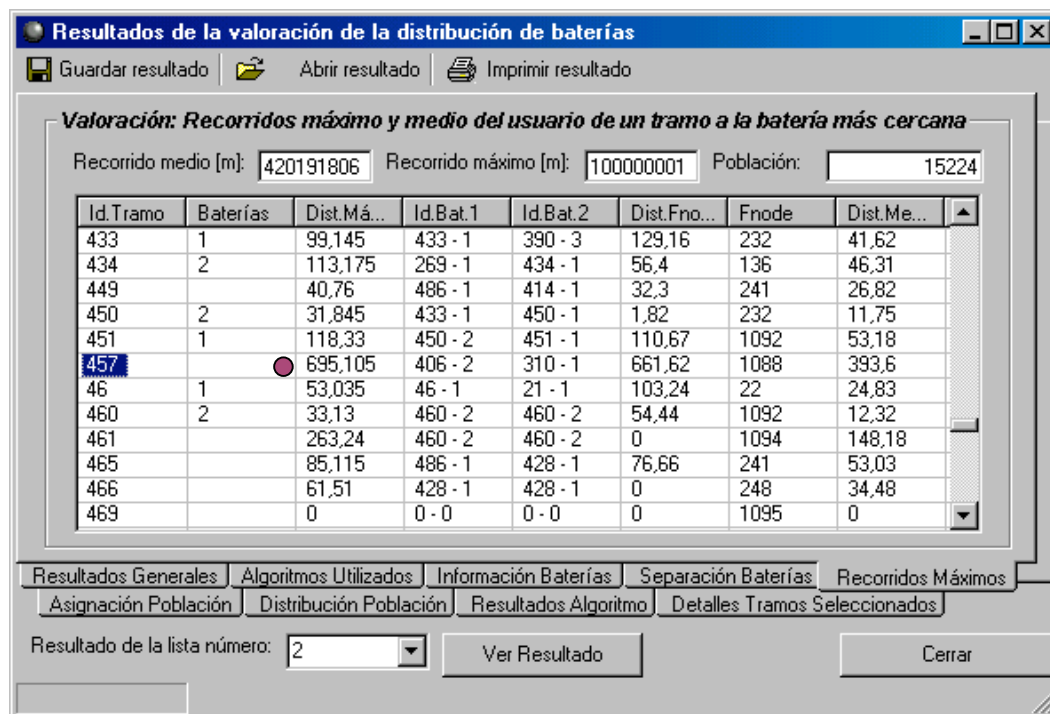 Resultados de la valoración de la distribución de baterías
Guardar resultado Abrir resultado Imprimir resultado
Valoración: Recorridos máximo y medio del usuario de un tramo a la batería más cercana
Recorrido medio [m]: 420191806 Recorrido máximo [m]: 100000001 Población: 15224
Id.Tramo Baterías Dist.Má... Id.Bat.1 Id.Bat.2 Dist.Fno... Fnode Dist.Me...
433 1 99,145 433 - 1 390 - 3 129,16 232 41,62
434 2 113,175 269 - 1 434 - 1 56,4 136 46,31
449 40,76 486 - 1 414 - 1 32,3 241 26,82
450 2 31,845 433 - 1 450 - 1 1,82 232 11,75
451 1 118,33 450 - 2 451 - 1 110,67 1092 53,18
457 695,105 406 - 2 310 - 1 661,62 1088 393,6
46 1 53,035 46 - 1 21 - 1 103,24 22 24,83
460 2 33,13 460 - 2 460 - 2 54,44 1092 12,32
461 263,24 460 - 2 460 - 2 0 1094 148,18
465 85,115 486 - 1 428 - 1 76,66 241 53,03
466 61,51 428 - 1 428 - 1 0 248 34,48
469 0 0 - 0 0 - 0 0 1095 0
Resultados Generales Algoritmos Utilizados Información Baterías Separación Baterías Recorridos Máximos
Asignación Población Distribución Población Resultados Algoritmo Detalles Tramos Seleccionados
Resultado de la lista número: 2 Ver Resultado Cerrar